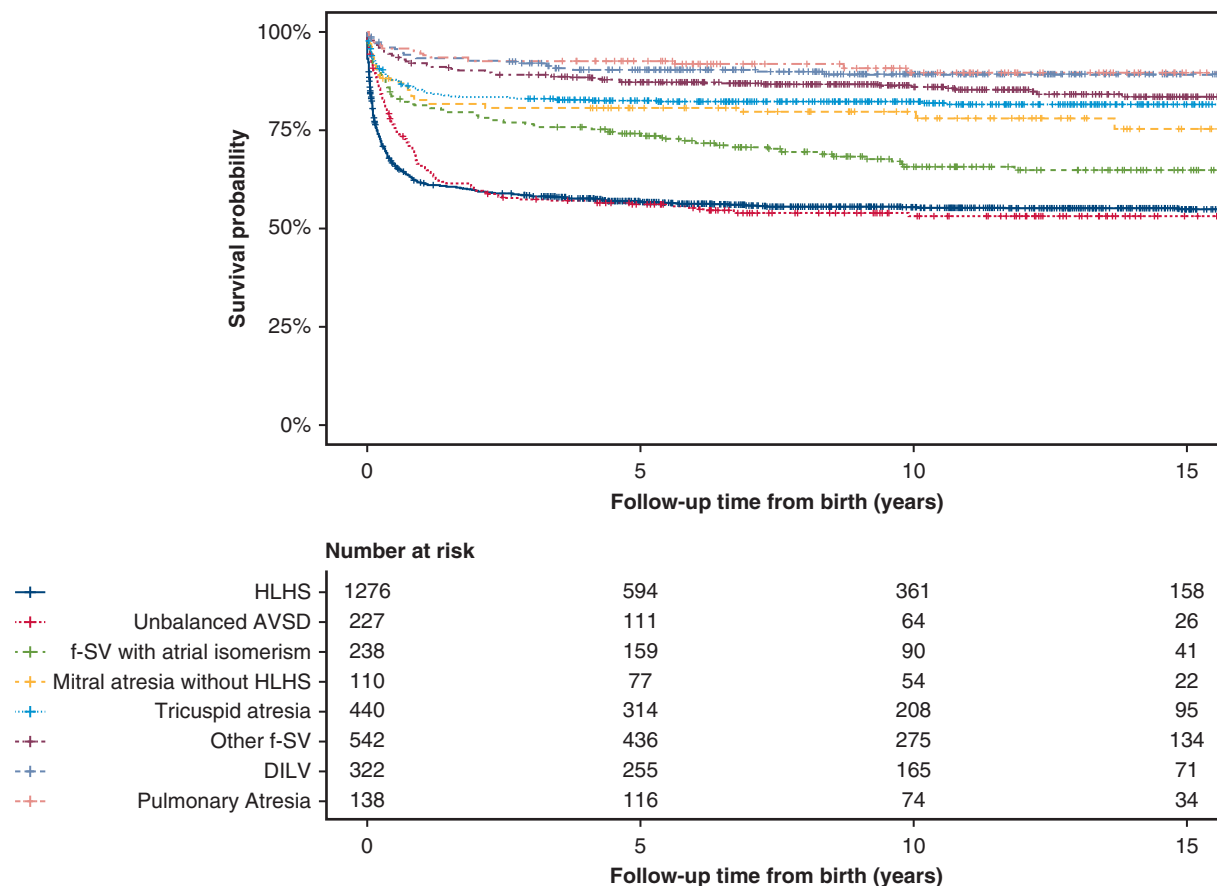 100%
75%
50%
25%
0%
Survival probability
0 5 10 15
Follow-up time from birth (years)
Number at risk
HLHS 1276 594 361 158
Unbalanced AVSD 227 111 64 26
f-SV with atrial isomerism 238 159 90 41
Mitral atresia without HLHS 110 77 54 22
Tricuspid atresia 440 314 208 95
Other f-SV 542 436 275 134
DILV 322 255 165 71
Pulmonary Atresia 138 116 74 34
0 5 10 15
Follow-up time from birth (years)